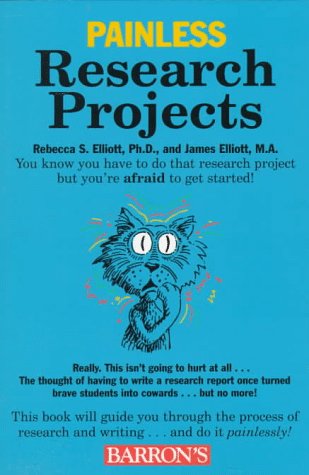 PAINLESS
Research
Projects
Rebecca S. Elliott, Ph.D., and James Elliott, M.A.
You know you have to do that research project
but you're afraid to get started!
Really. This isn't going to hurt at all . . .
The thought of having to write a research report once turned
brave students into cowards . . . but no more!
This book will guide you through the process of
research and writing . . . and do it painlessly!
BARRON'S